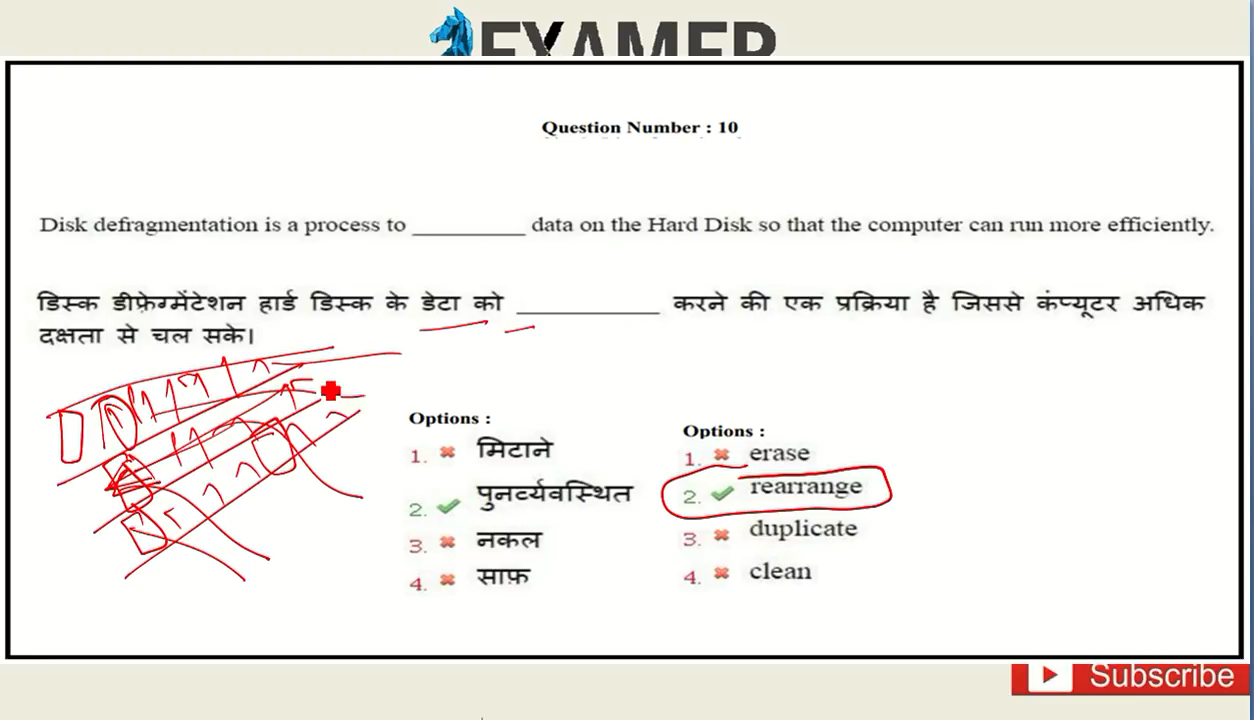 EXAMER
Question Number : 10
Disk defragmentation is a process to __________ data on the Hard Disk so that the computer can run more efficiently.
डिस्क डीफ़्रेग्मेंटेशन हार्ड डिस्क के डेटा को ____________ करने की एक प्रक्रिया है जिससे कंप्यूटर अधिक
दक्षता से चल सके।
Options :
1. मिटाने
2. पुनर्व्यवस्थित
3. नकल
4. साफ़
Options :
1. erase
2. rearrange
3. duplicate
4. clean
Subscribe